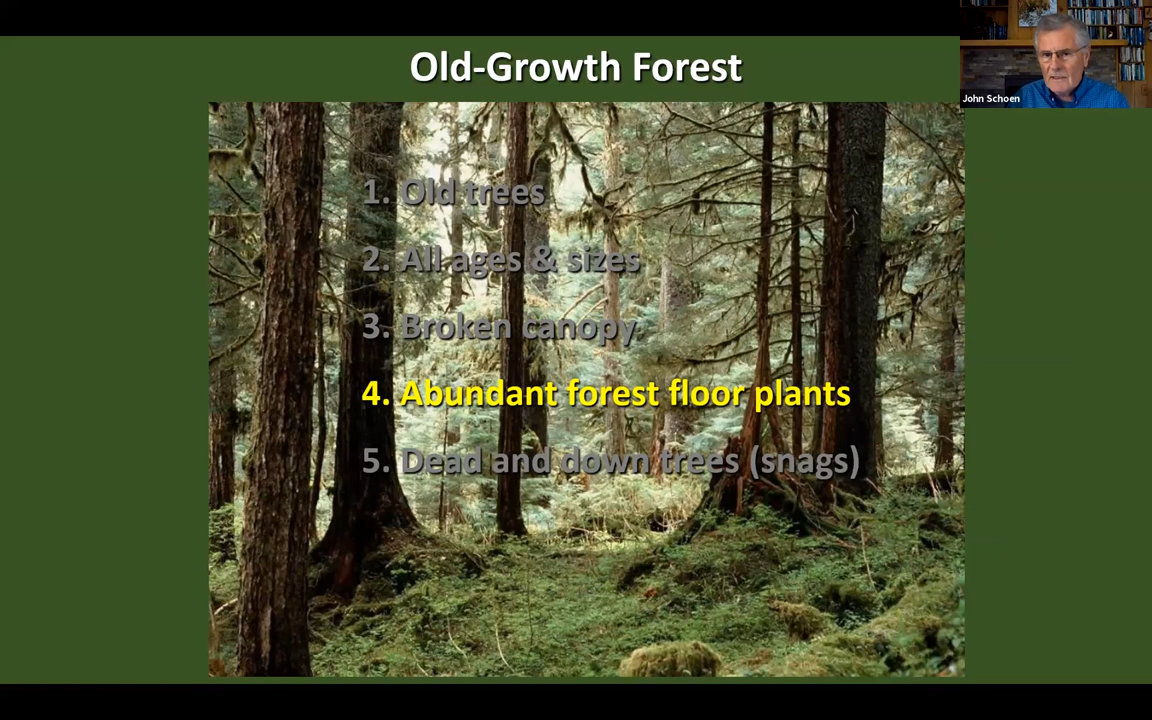 Old-Growth Forest
John Schoen
1. Old trees
2. All ages & sizes
3. Broken canopy
4. Abundant forest floor plants
5. Dead and down trees (snags)